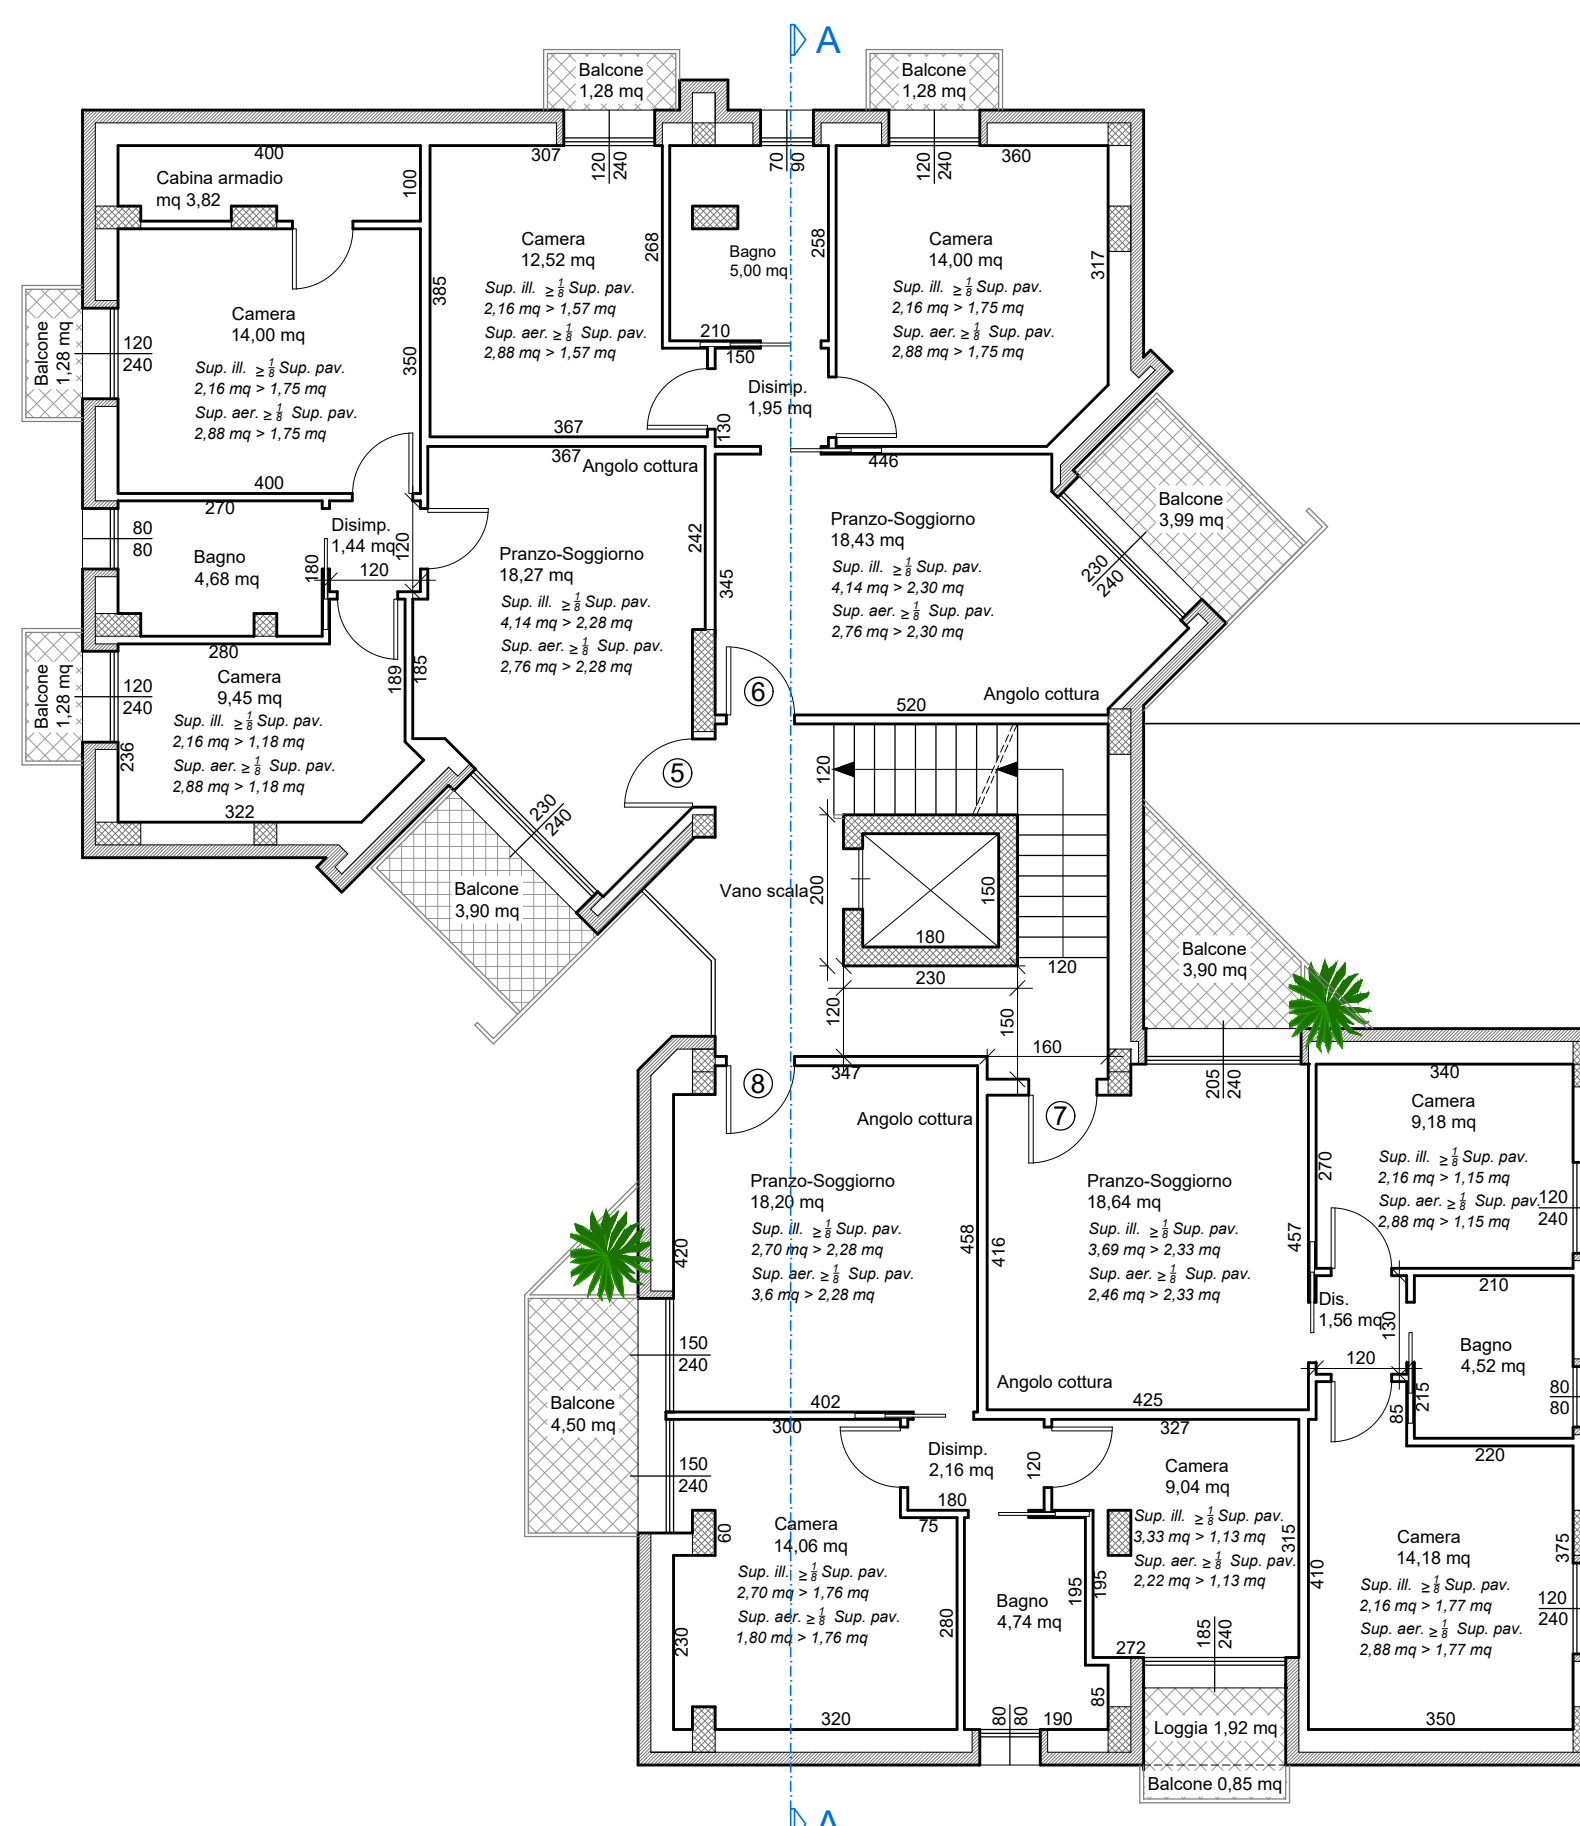 A
Balcone
1,28 mq
Balcone
1,28 mq
400
Cabina armadio
mq 3,82
100
307
120
240
70
90
120
240
360
Camera
12,52 mq
Sup. ill. ≥ 1/8 Sup. pav.
2,16 mq > 1,57 mq
Sup. aer. ≥ 1/8 Sup. pav.
2,88 mq > 1,57 mq
385
268
367
Bagno
5,00 mq
258
210
150
Camera
14,00 mq
Sup. ill. ≥ 1/8 Sup. pav.
2,16 mq > 1,75 mq
Sup. aer. ≥ 1/8 Sup. pav.
2,88 mq > 1,75 mq
317
Balcone
1,28 mq
120
240
Camera
14,00 mq
Sup. ill. ≥ 1/8 Sup. pav.
2,16 mq > 1,75 mq
Sup. aer. ≥ 1/8 Sup. pav.
2,88 mq > 1,75 mq
350
400
Disimp.
1,95 mq
130
446
367
Angolo cottura
270
80
80
Bagno
4,68 mq
180
Disimp.
1,44 mq
120
120
Pranzo-Soggiorno
18,27 mq
Sup. ill. ≥ 1/8 Sup. pav.
4,14 mq > 2,28 mq
Sup. aer. ≥ 1/8 Sup. pav.
2,76 mq > 2,28 mq
242
345
Pranzo-Soggiorno
18,43 mq
Sup. ill. ≥ 1/8 Sup. pav.
4,14 mq > 2,30 mq
Sup. aer. ≥ 1/8 Sup. pav.
2,76 mq > 2,30 mq
230
240
Balcone
3,99 mq
280
Balcone
1,28 mq
120
240
Camera
9,45 mq
Sup. ill. ≥ 1/8 Sup. pav.
2,16 mq > 1,18 mq
Sup. aer. ≥ 1/8 Sup. pav.
2,88 mq > 1,18 mq
236
189
185
322
6
520
Angolo cottura
5
230
240
Balcone
3,90 mq
120
Vano scala
200
150
180
230
120
120
150
160
Balcone
3,90 mq
8
347
Angolo cottura
7
205
240
340
Camera
9,18 mq
Sup. ill. ≥ 1/8 Sup. pav.
2,16 mq > 1,15 mq
Sup. aer. ≥ 1/8 Sup. pav.
2,88 mq > 1,15 mq
270
120
240
Pranzo-Soggiorno
18,20 mq
Sup. ill. ≥ 1/8 Sup. pav.
2,70 mq > 2,28 mq
Sup. aer. ≥ 1/8 Sup. pav.
3,6 mq > 2,28 mq
420
458
416
Pranzo-Soggiorno
18,64 mq
Sup. ill. ≥ 1/8 Sup. pav.
3,69 mq > 2,33 mq
Sup. aer. ≥ 1/8 Sup. pav.
2,46 mq > 2,33 mq
457
Dis.
1,56 mq
130
120
210
Bagno
4,52 mq
80
80
215
85
Balcone
4,50 mq
150
240
150
240
402
300
Angolo cottura
425
327
220
Disimp.
2,16 mq
120
180
75
Camera
9,04 mq
Sup. ill. ≥ 1/8 Sup. pav.
3,33 mq > 1,13 mq
Sup. aer. ≥ 1/8 Sup. pav.
2,22 mq > 1,13 mq
315
60
Camera
14,06 mq
Sup. ill. ≥ 1/8 Sup. pav.
2,70 mq > 1,76 mq
Sup. aer. ≥ 1/8 Sup. pav.
1,80 mq > 1,76 mq
230
280
Bagno
4,74 mq
195
195
410
Camera
14,18 mq
Sup. ill. ≥ 1/8 Sup. pav.
2,16 mq > 1,77 mq
Sup. aer. ≥ 1/8 Sup. pav.
2,88 mq > 1,77 mq
375
120
240
272
185
240
85
320
80
80
190
Loggia 1,92 mq
350
Balcone 0,85 mq
A